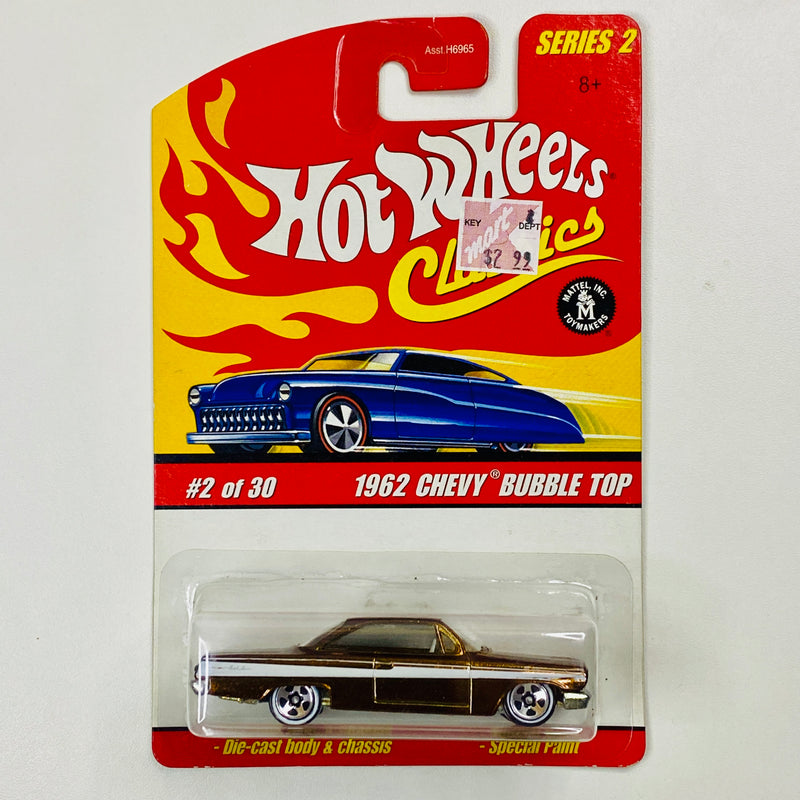 Asst. H6965
SERIES 2
8+
HOT WHEELS®
Classics
KEY
DEPT
mart
$2 99
MATTEL, INC.
M
TOYMAKERS
#2 of 30
1962 CHEVY® BUBBLE TOP
- Die-cast body & chassis
- Special Paint